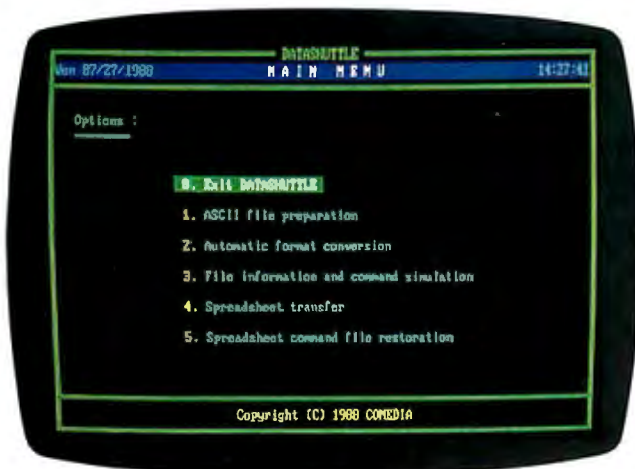 DATASHUTTLE
MAIN MENU
07/27/1988
14:27:41
Options :
0. Exit DATASHUTTLE
1. ASCII file preparation
2. Automatic format conversion
3. File information and command simulation
4. Spreadsheet transfer
5. Spreadsheet command file restoration
Copyright (C) 1988 COMEDIA